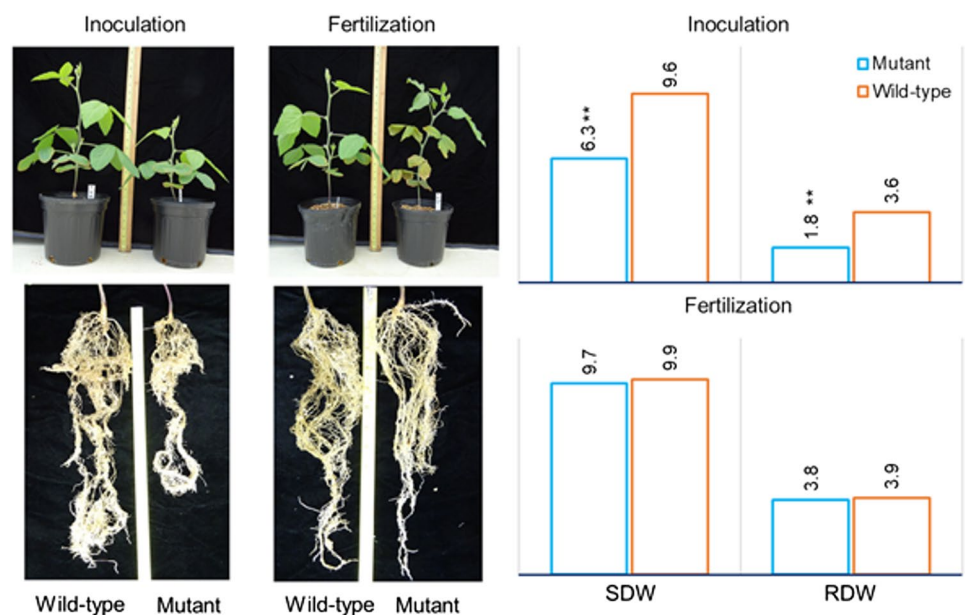 Inoculation
Fertilization
Wild-type
Mutant
Wild-type
Mutant
Inoculation
Mutant
Wild-type
6.3**
9.6
1.8 **
3.6
Fertilization
9.7
9.9
3.8
3.9
SDW
RDW